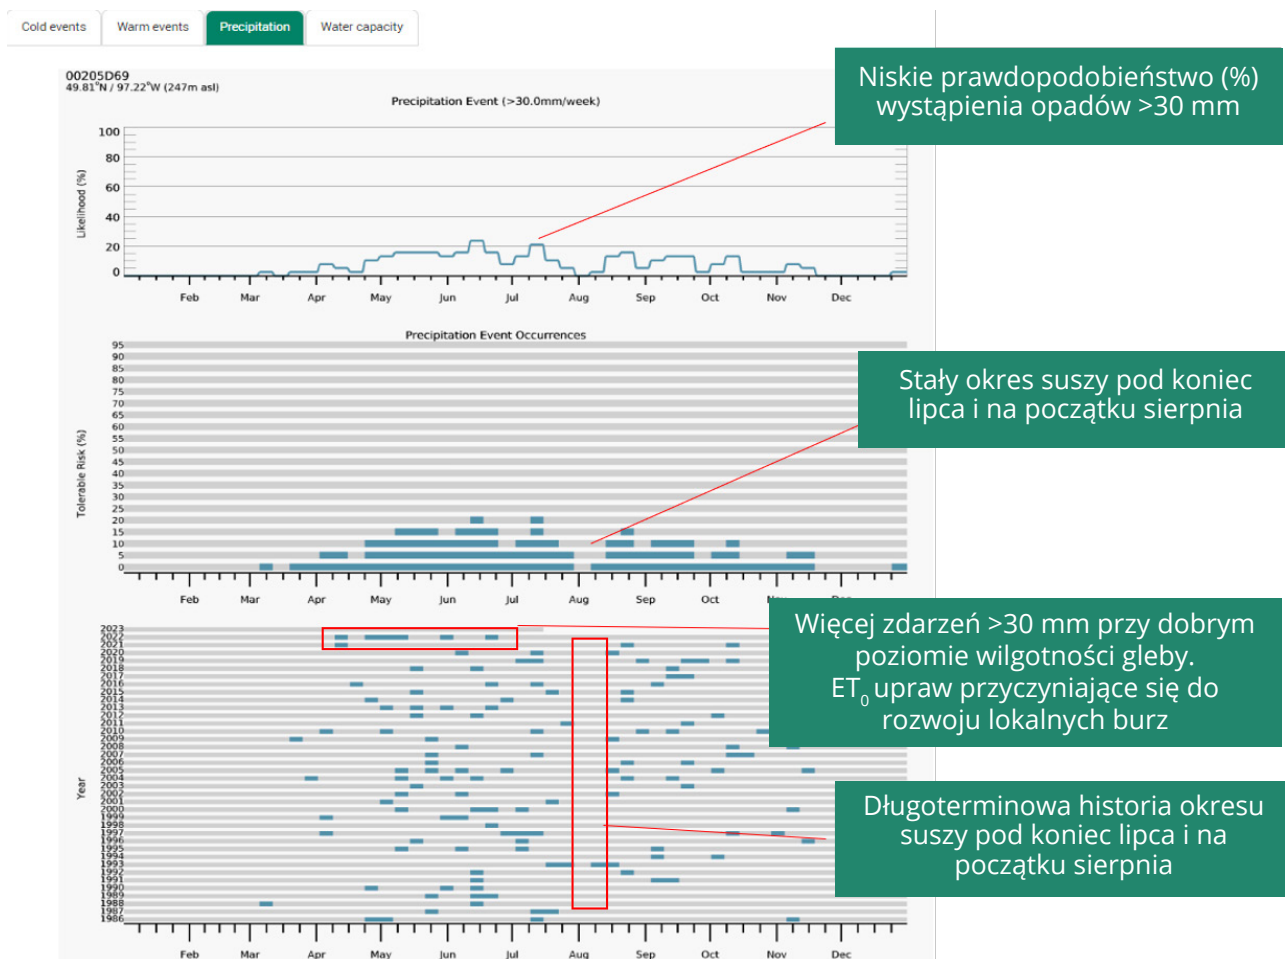 Cold events
Warm events
Precipitation
Water capacity
00205D69
49.81°N / 97.22°W (247m asl)
Precipitation Event (>30.0mm/week)
Niskie prawdopodobieństwo (%)
wystąpienia opadów >30 mm
Likelihood (%)
100
80
60
40
20
0
Feb Mar Apr May Jun Jul Aug Sep Oct Nov Dec
Precipitation Event Occurrences
Stały okres suszy pod koniec
lipca i na początku sierpnia
Tolerable Risk (%)
95
90
85
80
75
70
65
60
55
50
45
40
35
30
25
20
15
10
5
0
Feb Mar Apr May Jun Jul Aug Sep Oct
Więcej zdarzeń >30 mm przy dobrym
poziomie wilgotności gleby.
ET0 upraw przyczyniające się do
rozwoju lokalnych burz
Długoterminowa historia okresu
suszy pod koniec lipca i na
początku sierpnia
Year
2023
2022
2021
2020
2019
2018
2017
2016
2015
2014
2013
2012
2011
2010
2009
2008
2007
2006
2005
2004
2003
2002
2001
2000
1999
1998
1997
1996
1995
1994
1993
1992
1991
1990
1989
1988
1987
1986
Feb Mar Apr May Jun Jul Aug Sep Oct Nov Dec